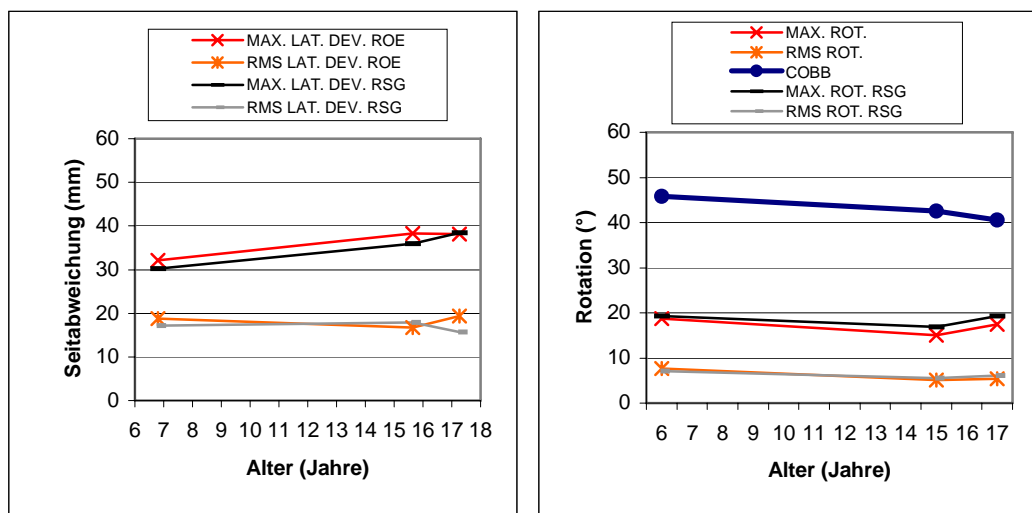 MAX. LAT. DEV. ROE
RMS LAT. DEV. ROE
MAX. LAT. DEV. RSG
RMS LAT. DEV. RSG
60
50
40
30
20
10
0
Seitabweichung (mm)
6 7 8 9 10 11 12 13 14 15 16 17 18
Alter (Jahre)
MAX. ROT.
RMS ROT.
COBB
MAX. ROT. RSG
RMS ROT. RSG
60
50
40
30
20
10
0
Rotation (°)
6 7 8 9 10 11 12 13 14 15 16 17
Alter (Jahre)